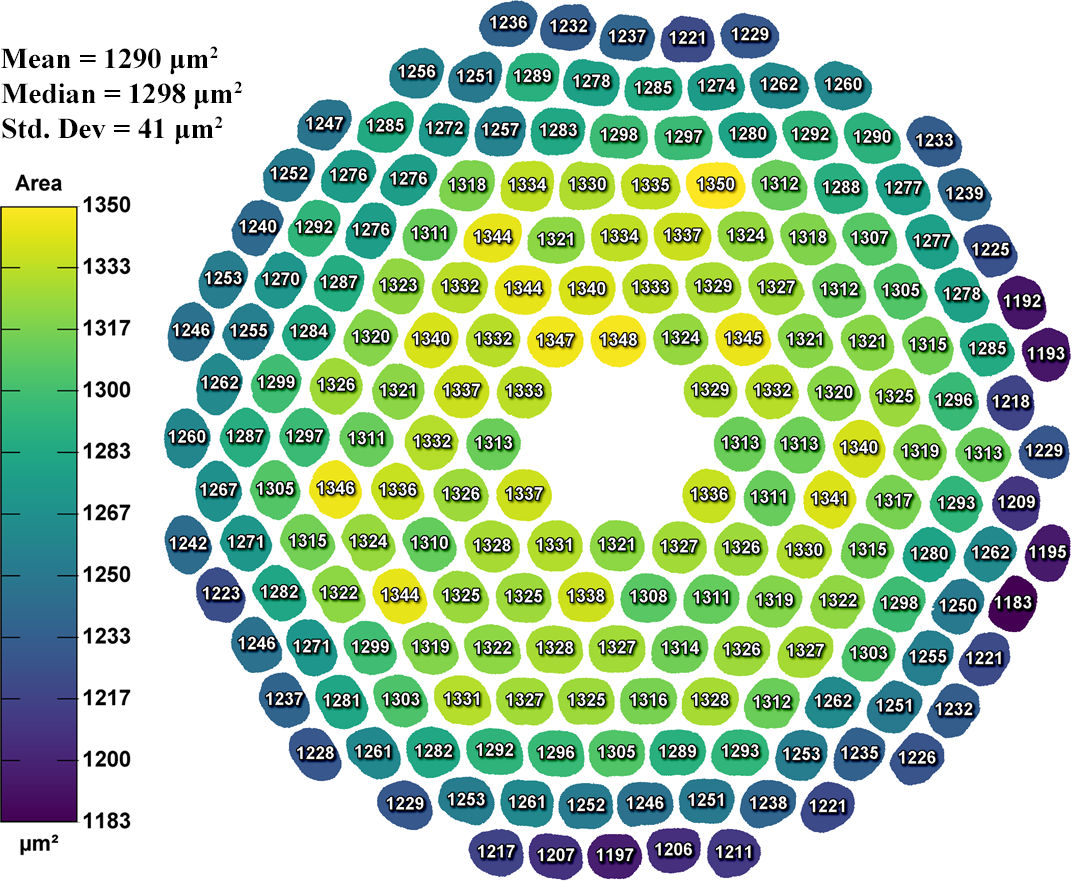 Mean = 1290 µm²
Median = 1298 µm²
Std. Dev = 41 µm²
Area
1350
1333
1317
1300
1283
1267
1250
1233
1217
1200
1183
µm²
1236 1232 1237 1221 1229
1256 1251 1289 1278 1285 1274 1262 1260
1247 1285 1272 1257 1283 1298 1297 1280 1292 1290 1233
1252 1276 1276 1318 1334 1330 1335 1350 1312 1288 1277 1239
1240 1292 1276 1311 1344 1321 1334 1337 1324 1318 1307 1277 1225
1253 1270 1287 1323 1332 1344 1340 1333 1329 1327 1312 1305 1278 1192
1246 1255 1284 1320 1340 1332 1347 1348 1324 1345 1321 1321 1315 1285 1193
1262 1299 1326 1321 1337 1333 1329 1332 1320 1325 1296 1218
1260 1287 1297 1311 1332 1313 1313 1313 1340 1319 1313 1229
1267 1305 1346 1336 1326 1337 1336 1311 1341 1317 1293 1209
1242 1271 1315 1324 1310 1328 1331 1321 1327 1326 1330 1315 1280 1262 1195
1223 1282 1322 1344 1325 1325 1338 1308 1311 1319 1322 1298 1250 1183
1246 1271 1299 1319 1322 1328 1327 1314 1326 1327 1303 1255 1221
1237 1281 1303 1331 1327 1325 1316 1328 1312 1262 1251 1232
1228 1261 1282 1292 1296 1305 1289 1293 1253 1235 1226
1229 1253 1261 1252 1246 1251 1238 1221
1217 1207 1197 1206 1211